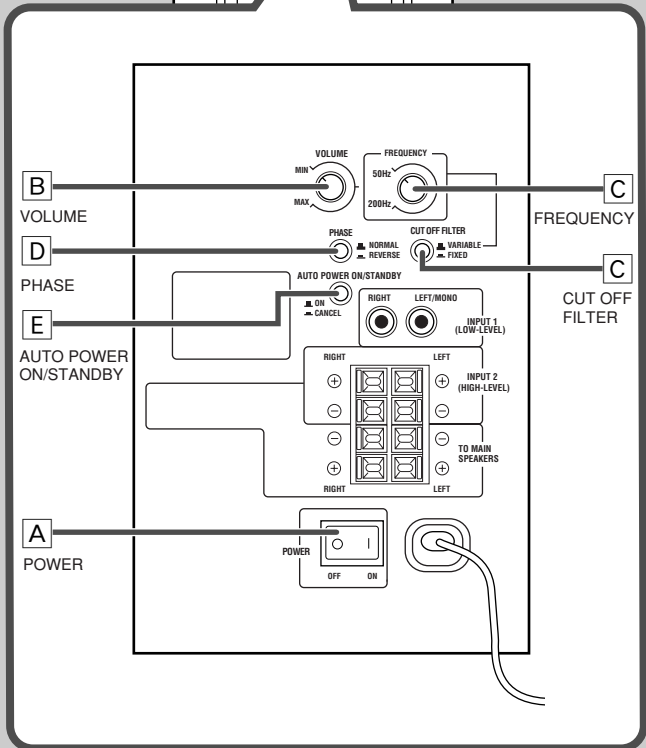 VOLUME
FREQUENCY
MIN
MAX
50Hz
200Hz
B
VOLUME
C
FREQUENCY
PHASE
NORMAL
REVERSE
CUT OFF FILTER
VARIABLE
FIXED
D
PHASE
C
CUT OFF
FILTER
AUTO POWER ON/STANDBY
ON
CANCEL
E
AUTO POWER
ON/STANDBY
RIGHT LEFT/MONO
INPUT 1
(LOW-LEVEL)
RIGHT LEFT
+ +
INPUT 2
(HIGH-LEVEL)
− −
− −
TO MAIN
SPEAKERS
+ +
RIGHT LEFT
A
POWER
POWER
OFF ON